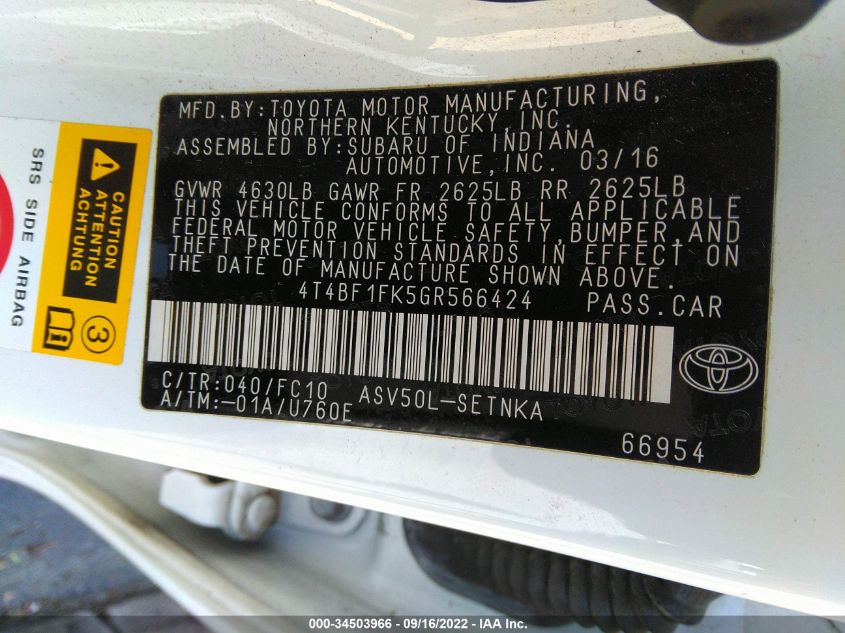 MFD.BY:TOYOTA MOTOR MANUFACTURING,
NORTHERN KENTUCKY,INC.
ASSEMBLED BY:SUBARU OF INDIANA
AUTOMOTIVE,INC. 03/16
GVWR 4630LB GAWR FR 2625LB RR 2625LB
THIS VEHICLE CONFORMS TO ALL APPLICABLE
FEDERAL MOTOR VEHICLE SAFETY,BUMPER,AND
THEFT PREVENTION STANDARDS IN EFFECT ON
THE DATE OF MANUFACTURE SHOWN ABOVE.
4T4BF1FK5GR566424 PASS.CAR
C/TR:040/FC10 ASV50L-SETNKA
A/TM:-01A/U760E
66954
CAUTION
ATTENTION
ACHTUNG
3
SRS SIDE AIRBAG
000-34503966 - 09/16/2022 - IAA Inc.